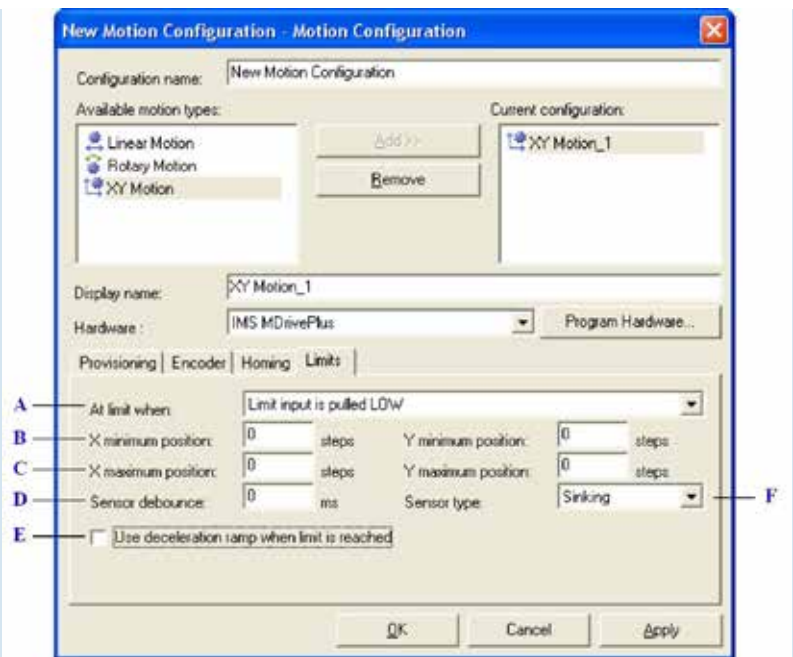 New Motion Configuration - Motion Configuration
Configuration name: New Motion Configuration
Available motion types:
Current configuration:
Linear Motion
Rotary Motion
XY Motion
Add >>
Remove
XY Motion_1
Display name: XY Motion_1
Hardware : IMS MDrivePlus Program Hardware...
Provisioning Encoder Homing Limits
A At limit when: Limit input is pulled LOW
B X minimum position: 0 steps Y minimum position: 0 steps
C X maximum position: 0 steps Y maximum position: 0 steps
D Sensor debounce: 0 ms Sensor type: Sinking F
E Use deceleration ramp when limit is reached
OK Cancel Apply